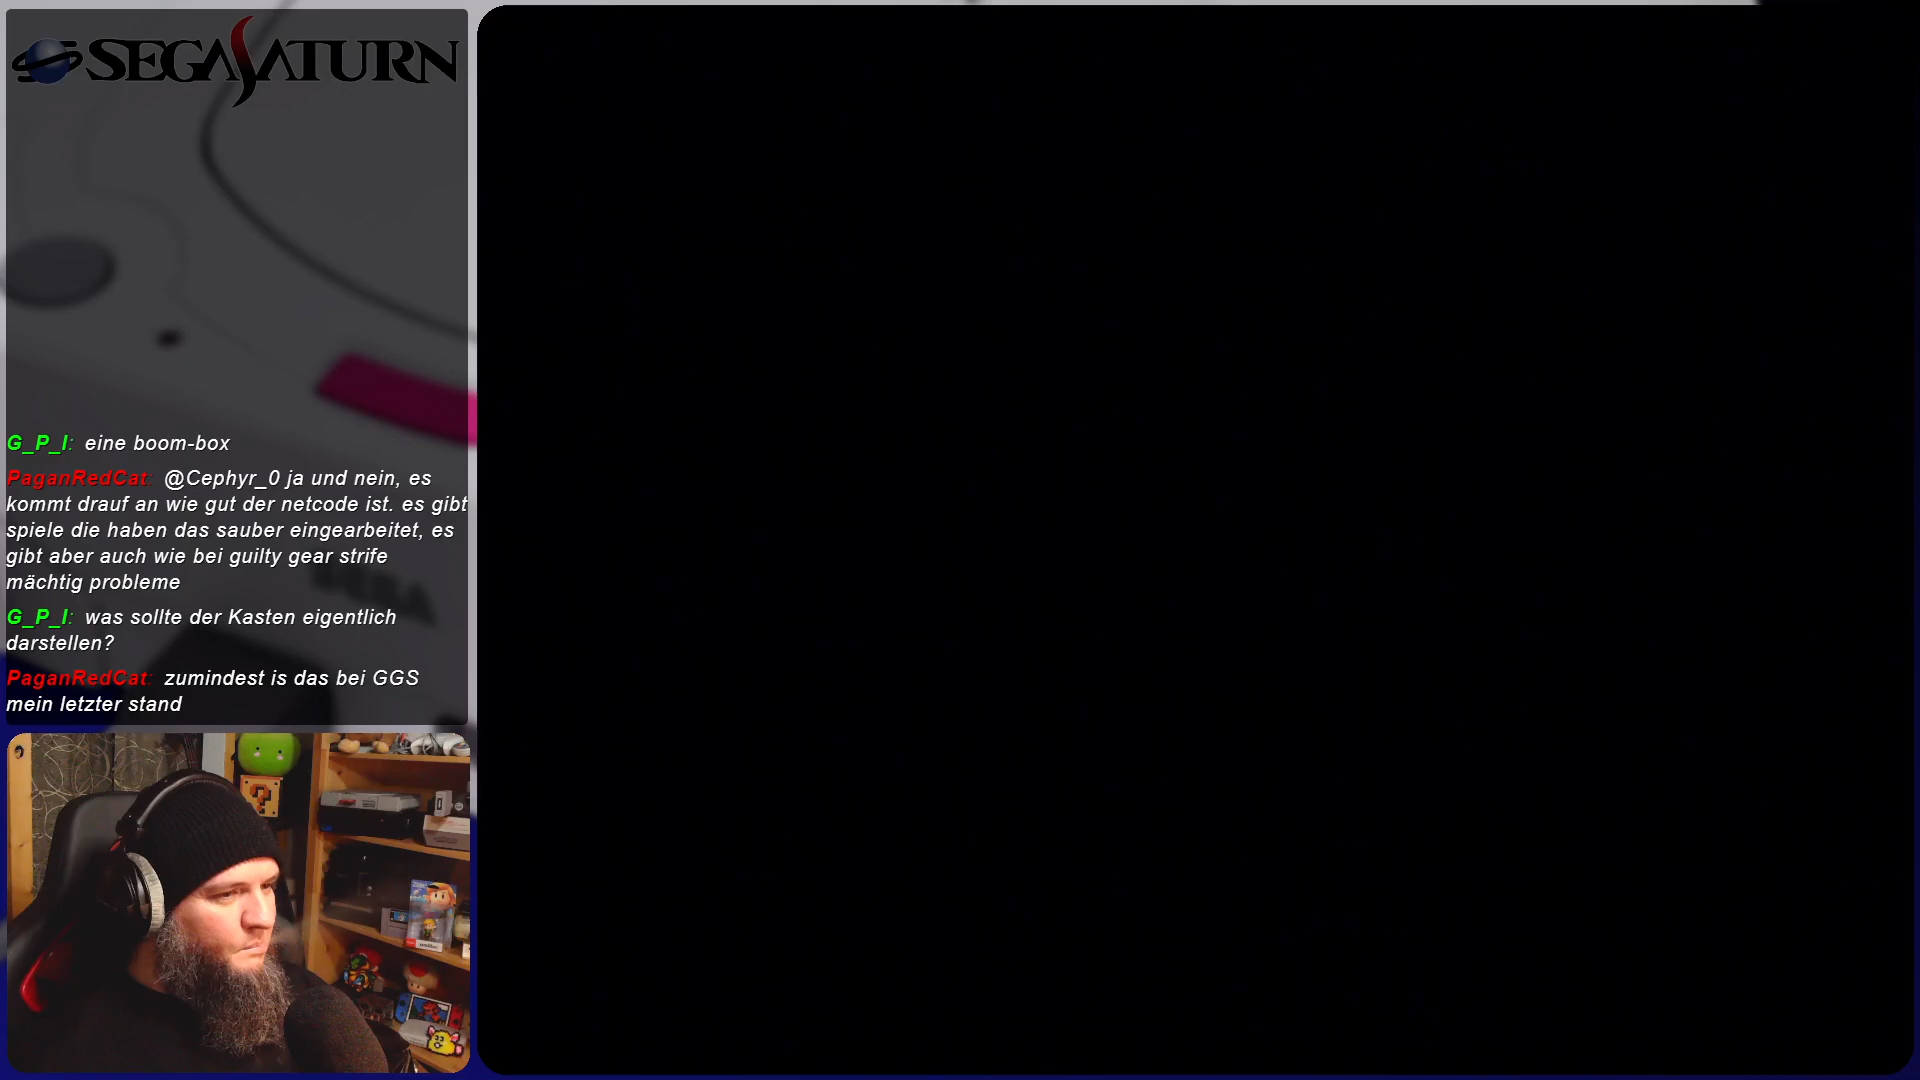 SEGA SATURN
G_P_I: eine boom-box
PaganRedCat: @Cephyr_0 ja und nein, es
kommt drauf an wie gut der netcode ist. es gibt
spiele die haben das sauber eingearbeitet, es
gibt aber auch wie bei guilty gear strife
mächtig probleme
G_P_I: was sollte der Kasten eigentlich
darstellen?
PaganRedCat: zumindest is das bei GGS
mein letzter stand